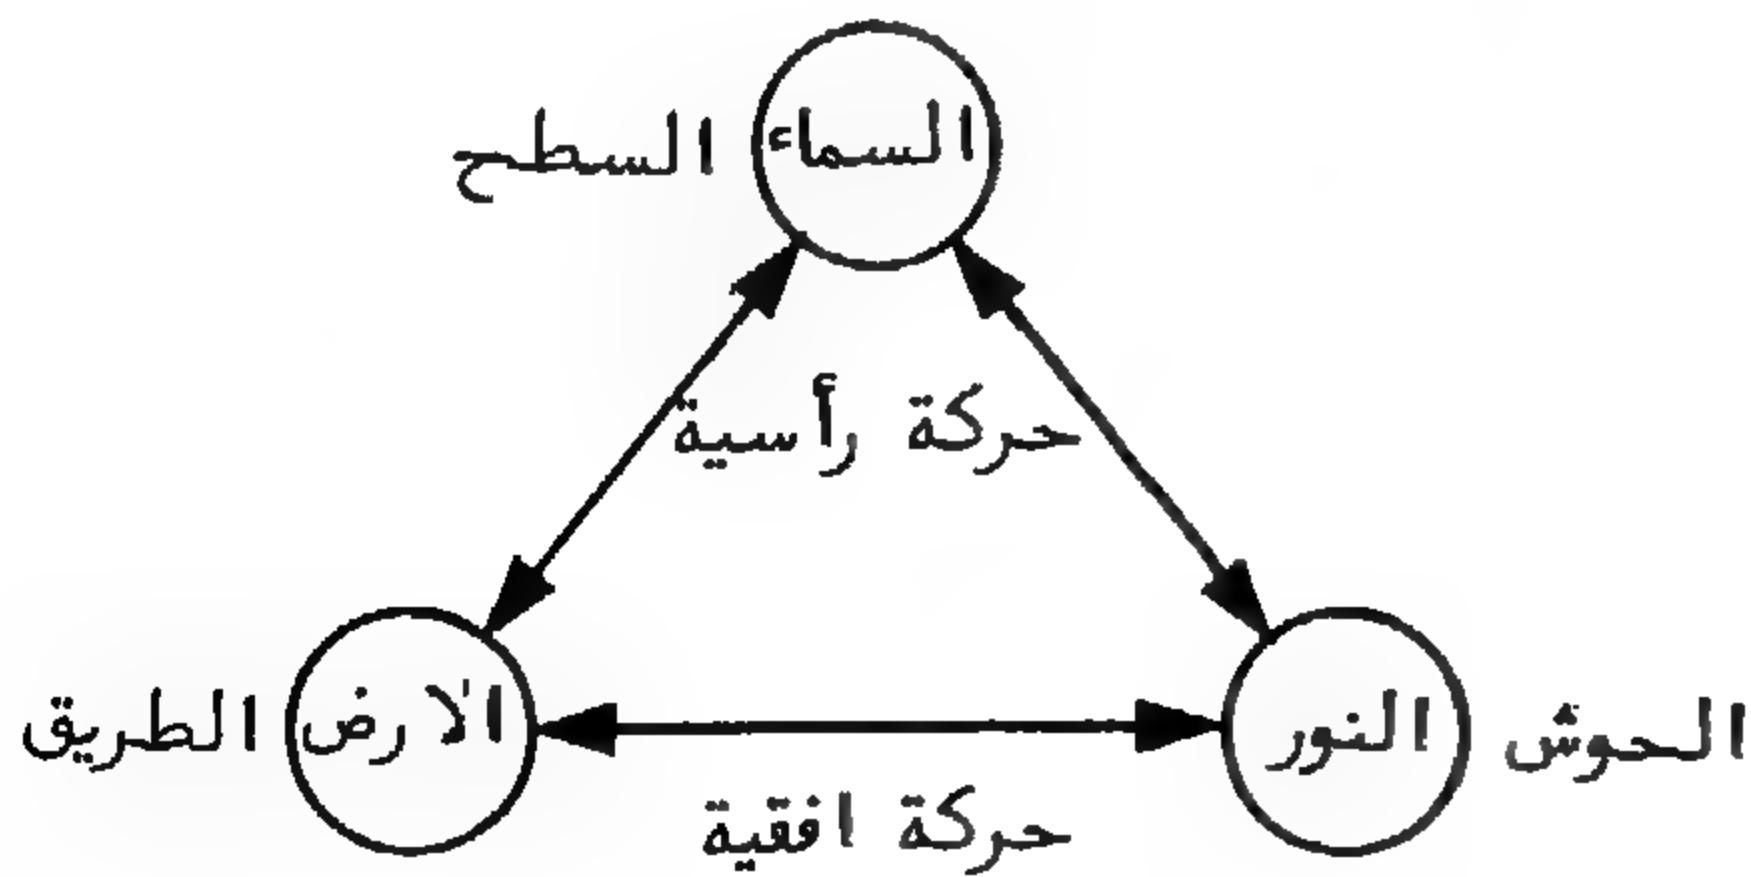 السماء
السطح
حركة رأسية
الحوش
النور
الارض
الطريق
حركة افقية